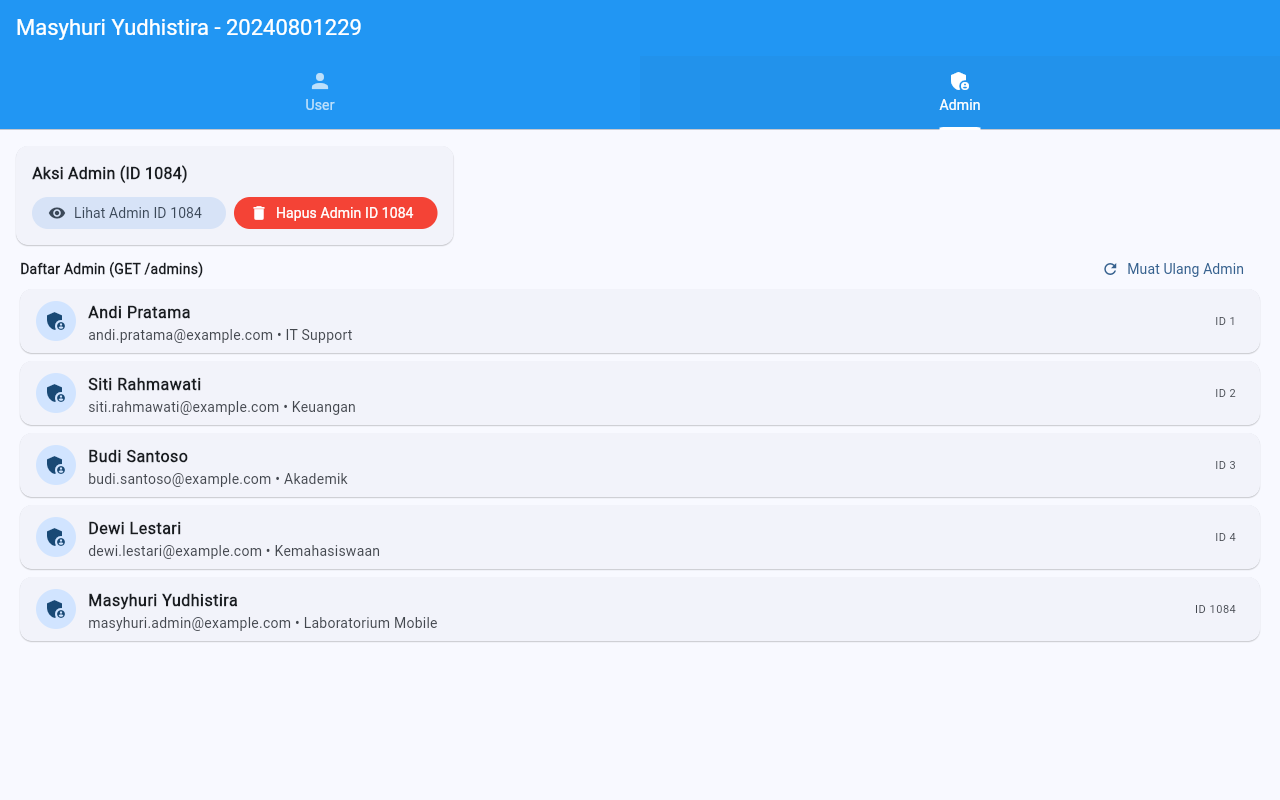 Masyhuri Yudhistira - 20240801229
User
Admin
Aksi Admin (ID 1084)
Lihat Admin ID 1084
Hapus Admin ID 1084
Daftar Admin (GET /admins)
Muat Ulang Admin
Andi Pratama
andi.pratama@example.com • IT Support
ID 1
Siti Rahmawati
siti.rahmawati@example.com • Keuangan
ID 2
Budi Santoso
budi.santoso@example.com • Akademik
ID 3
Dewi Lestari
dewi.lestari@example.com • Kemahasiswaan
ID 4
Masyhuri Yudhistira
masyhuri.admin@example.com • Laboratorium Mobile
ID 1084